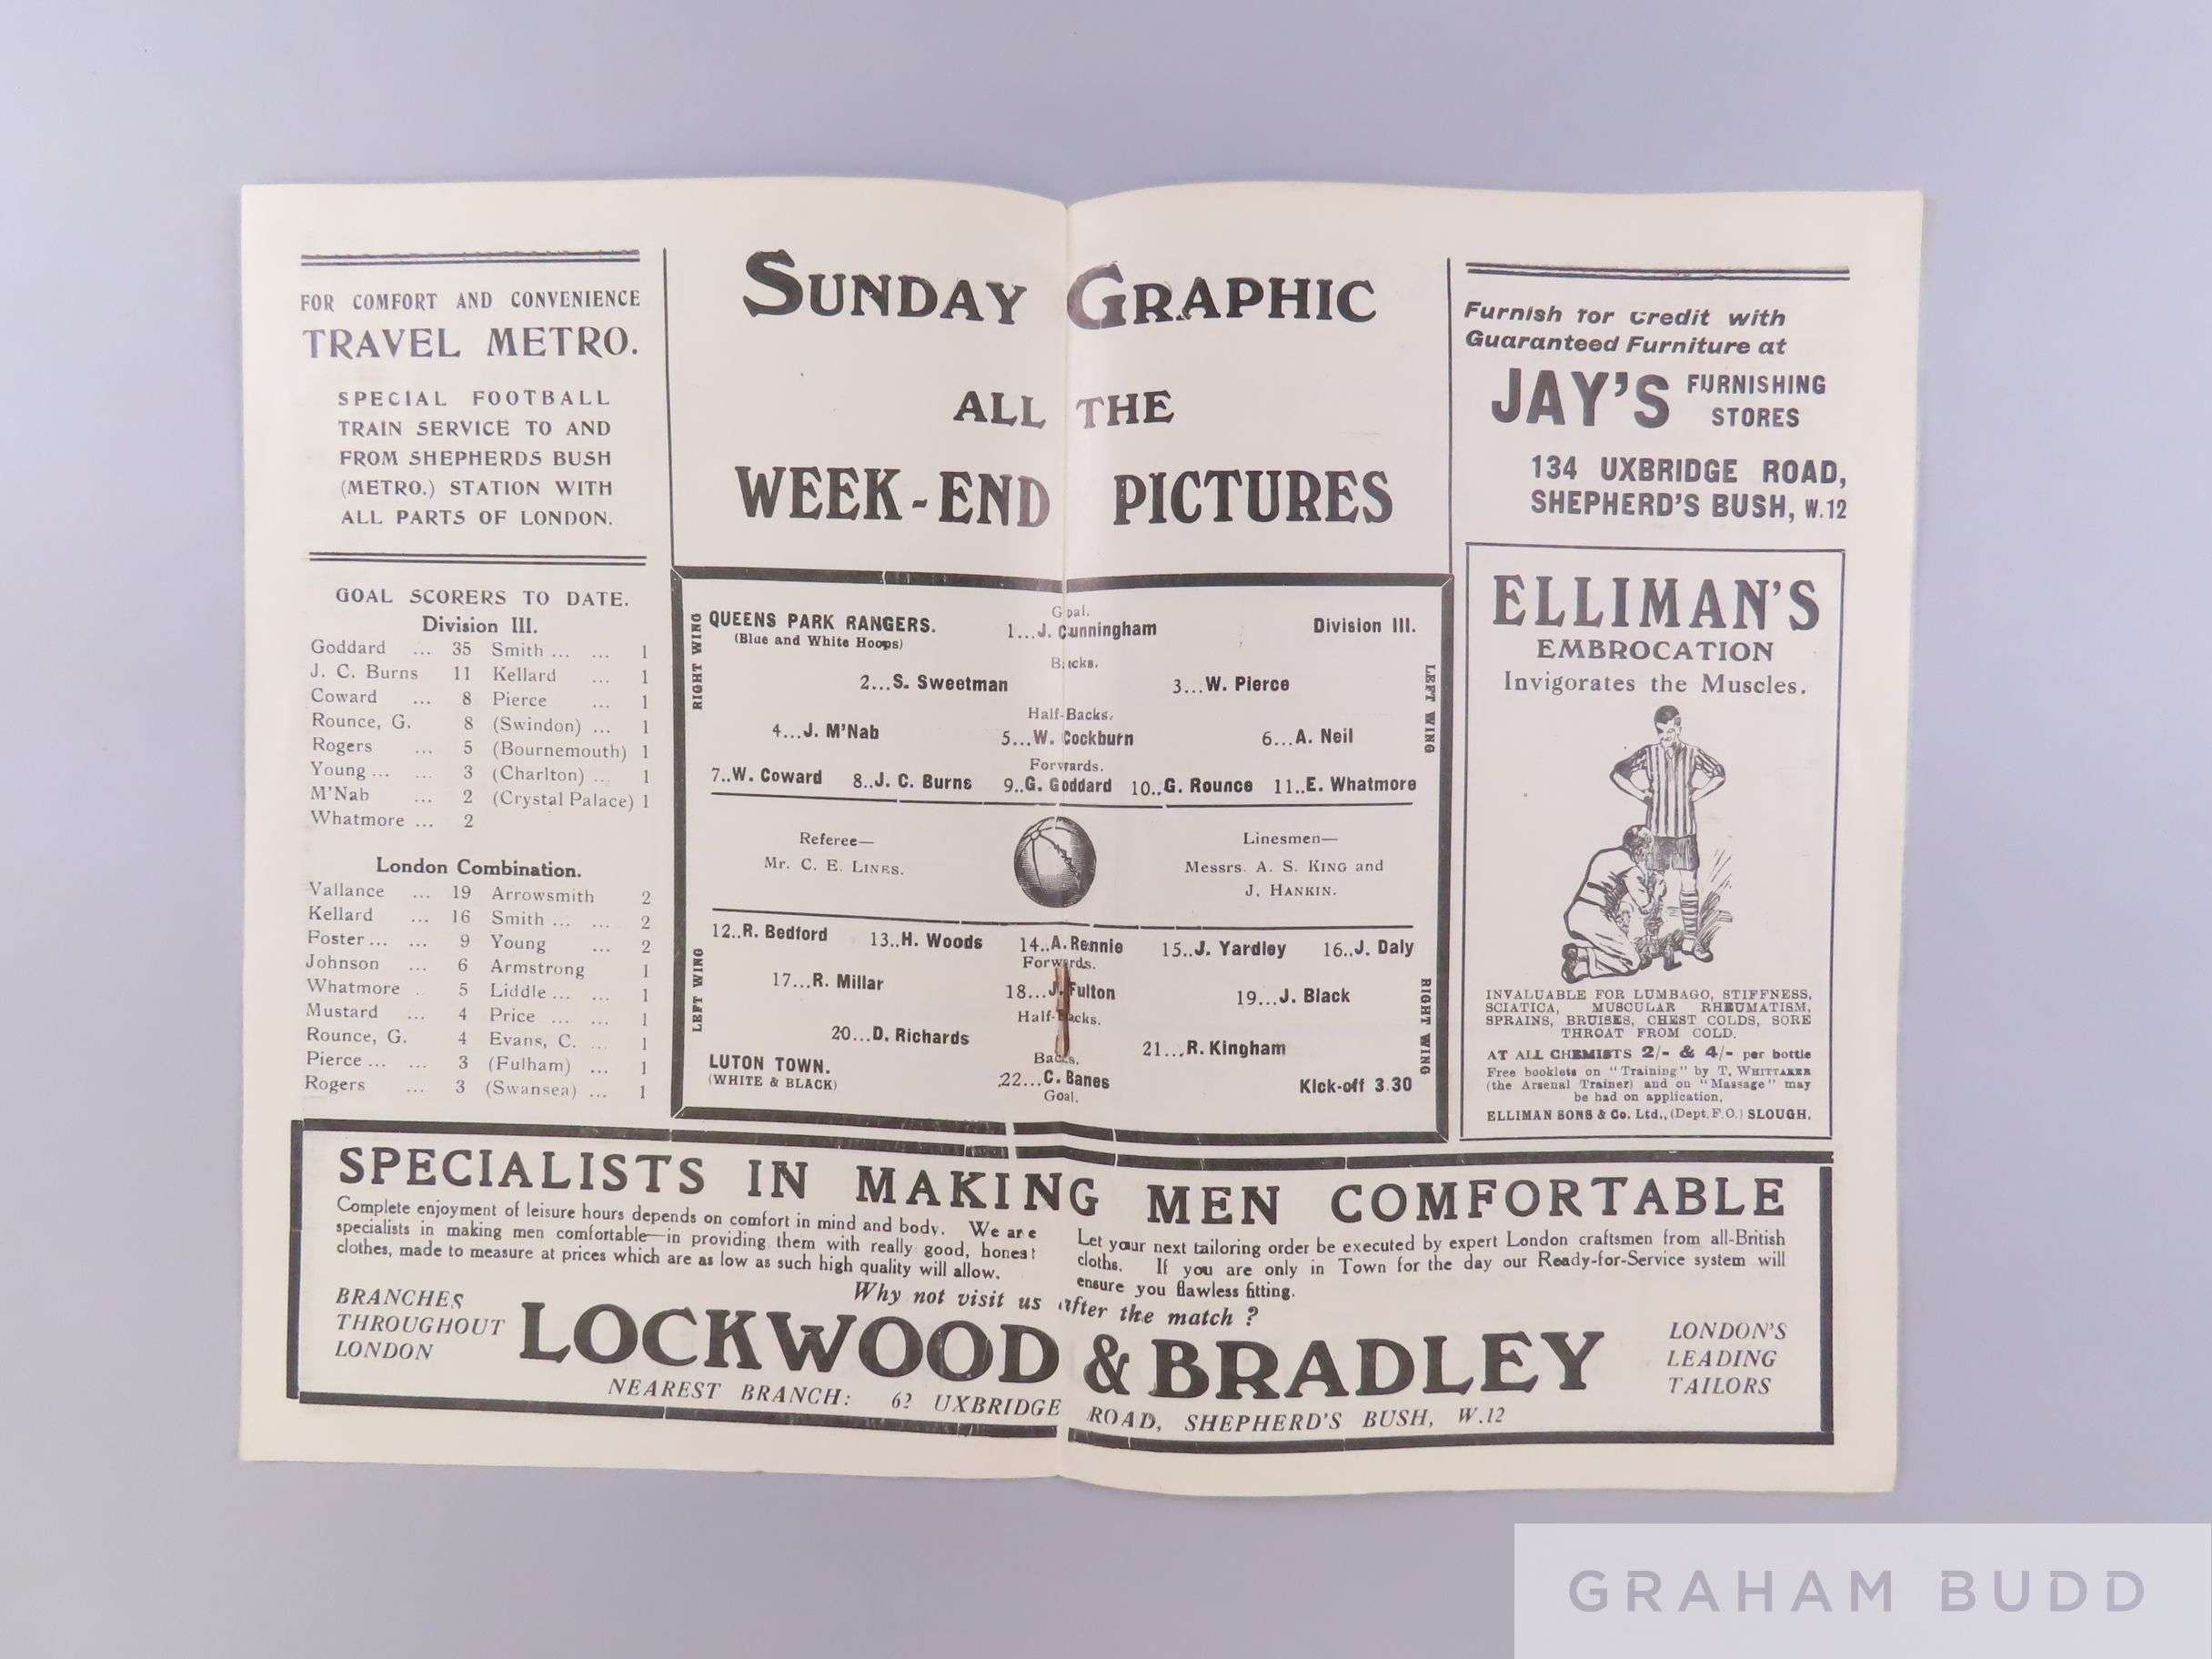 FOR COMFORT AND CONVENIENCE
TRAVEL METRO.
SPECIAL FOOTBALL
TRAIN SERVICE TO AND
FROM SHEPHERDS BUSH
(METRO.) STATION WITH
ALL PARTS OF LONDON.
GOAL SCORERS TO DATE.
Division III.
Goddard ... 35 Smith ... ... 1
J. C. Burns 11 Kellard ... 1
Coward ... 8 Pierce ... 1
Rounce, G. 8 (Swindon) ... 1
Rogers ... 5 (Bournemouth) 1
Young ... ... 3 (Charlton) ... 1
M'Nab ... 2 (Crystal Palace) 1
Whatmore ... 2
London Combination.
Vallance ... 19 Arrowsmith 2
Kellard ... 16 Smith ... ... 2
Foster ... ... 9 Young ... 2
Johnson ... 6 Armstrong 1
Whatmore .. 5 Liddle ... ... 1
Mustard ... 4 Price ... ... 1
Rounce, G. 4 Evans, C. ... 1
Pierce ... ... 3 (Fulham) ... 1
Rogers ... 3 (Swansea) ... 1
SUNDAY GRAPHIC
ALL THE
WEEK-END PICTURES
RIGHT WING
LEFT WING
QUEENS PARK RANGERS.
(Blue and White Hoops)
Goal.
1...J. Cunningham
Division III.
Backs.
2...S. Sweetman 3...W. Pierce
Half-Backs.
4...J. M'Nab 5...W. Cockburn 6...A. Neil
Forwards.
7..W. Coward 8..J. C. Burns 9..G. Goddard 10..G. Rounce 11..E. Whatmore
Referee—
Mr. C. E. LINES.
Linesmen—
Messrs. A. S. KING and
J. HANKIN.
12..R. Bedford 13..H. Woods 14..A. Rennie 15..J. Yardley 16..J. Daly
Forwards.
17...R. Millar 18...J. Fulton 19...J. Black
Half-Backs.
20...D. Richards 21...R. Kingham
Backs.
LUTON TOWN.
(WHITE & BLACK)
22...C. Banes
Goal.
Kick-off 3.30
LEFT WING
RIGHT WING
Furnish for credit with
Guaranteed Furniture at
JAY'S FURNISHING
STORES
134 UXBRIDGE ROAD,
SHEPHERD'S BUSH, W.12
ELLIMAN'S
EMBROCATION
Invigorates the Muscles.
INVALUABLE FOR LUMBAGO, STIFFNESS,
SCIATICA, MUSCULAR RHEUMATISM,
SPRAINS, BRUISES, CHEST COLDS, SORE
THROAT FROM COLD.
AT ALL CHEMISTS 2/- & 4/- per bottle
Free booklets on "Training" by T. WHITTAKER
(the Arsenal Trainer) and on "Massage" may
be had on application,
ELLIMAN SONS & Co. Ltd., (Dept. F.O.) SLOUGH.
SPECIALISTS IN MAKING MEN COMFORTABLE
Complete enjoyment of leisure hours depends on comfort in mind and body. We are
specialists in making men comfortable—in providing them with really good, honest
clothes, made to measure at prices which are as low as such high quality will allow.
Let your next tailoring order be executed by expert London craftsmen from all-British
cloths. If you are only in Town for the day our Ready-for-Service system will
ensure you flawless fitting.
Why not visit us after the match ?
BRANCHES
THROUGHOUT
LONDON
LOCKWOOD & BRADLEY
LONDON'S
LEADING
TAILORS
NEAREST BRANCH: UXBRIDGE ROAD, SHEPHERD'S BUSH, W.12
GRAHAM BUDD